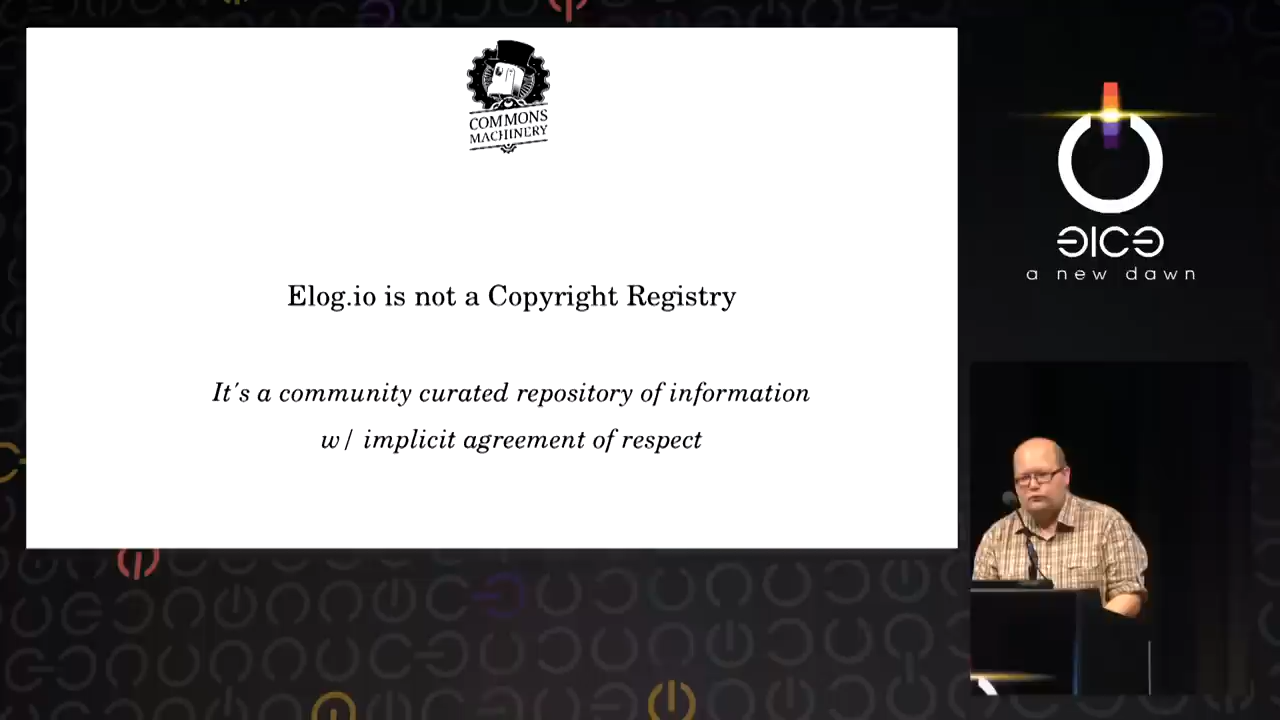 COMMONS
MACHINERY
Elog.io is not a Copyright Registry
It's a community curated repository of information
w/ implicit agreement of respect
a new dawn